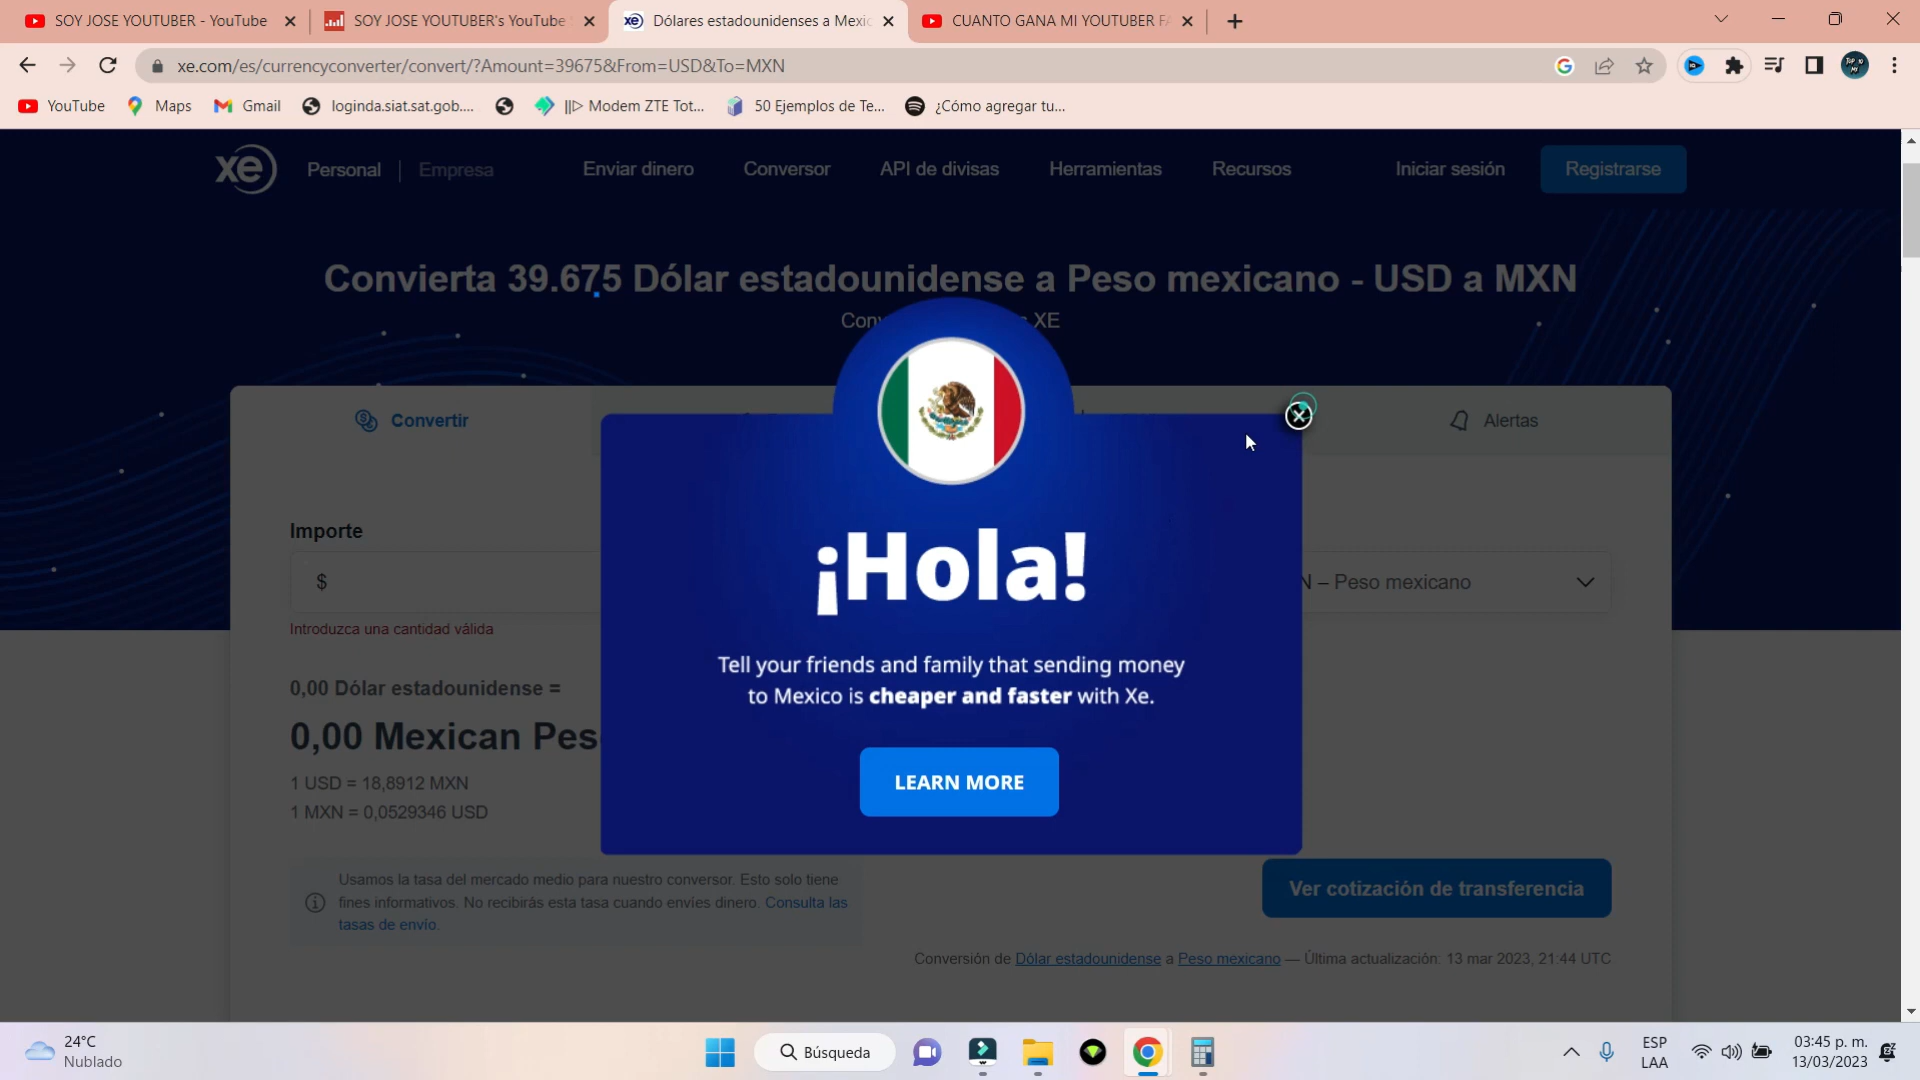 SOY JOSE YOUTUBER - YouTube
SOY JOSE YOUTUBER's YouTube
Dólares estadounidenses a Mexic
CUANTO GANA MI YOUTUBER FA
xe.com/es/currencyconverter/convert/?Amount=39675&From=USD&To=MXN
YouTube
Maps
Gmail
loginda.siat.sat.gob....
||▷ Modem ZTE Tot...
50 Ejemplos de Te...
¿Cómo agregar tu...
xe
Personal
Empresa
Enviar dinero
Conversor
API de divisas
Herramientas
Recursos
Iniciar sesión
Registrarse
Convierta 39.675 Dólar estadounidense a Peso mexicano - USD a MXN
XE
Convertir
Alertas
Importe
$
– Peso mexicano
Introduzca una cantidad válida
0,00 Dólar estadounidense =
0,00 Mexican Pes
1 USD = 18,8912 MXN
1 MXN = 0,0529346 USD
¡Hola!
Tell your friends and family that sending money
to Mexico is cheaper and faster with Xe.
LEARN MORE
Usamos la tasa del mercado medio para nuestro conversor. Esto solo tiene
fines informativos. No recibirás esta tasa cuando envíes dinero. Consulta las
tasas de envío.
Ver cotización de transferencia
Conversión de Dólar estadounidense a Peso mexicano — Última actualización: 13 mar 2023, 21:44 UTC
24°C
Nublado
Búsqueda
ESP
LAA
03:45 p. m.
13/03/2023